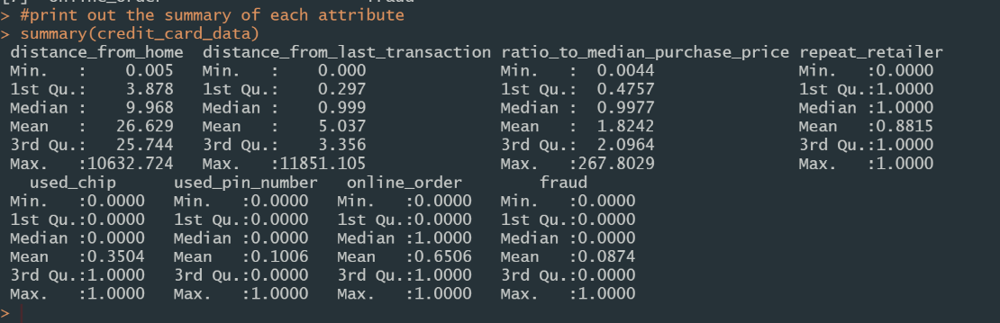 > #print out the summary of each attribute
> summary(credit_card_data)
distance_from_home distance_from_last_transaction ratio_to_median_purchase_price repeat_retailer
Min. : 0.005 Min. : 0.000 Min. : 0.0044 Min. :0.0000
1st Qu.: 3.878 1st Qu.: 0.297 1st Qu.: 0.4757 1st Qu.:1.0000
Median : 9.968 Median : 0.999 Median : 0.9977 Median :1.0000
Mean : 26.629 Mean : 5.037 Mean : 1.8242 Mean :0.8815
3rd Qu.: 25.744 3rd Qu.: 3.356 3rd Qu.: 2.0964 3rd Qu.:1.0000
Max. :10632.724 Max. :11851.105 Max. :267.8029 Max. :1.0000
used_chip used_pin_number online_order fraud
Min. :0.0000 Min. :0.0000 Min. :0.0000 Min. :0.0000
1st Qu.:0.0000 1st Qu.:0.0000 1st Qu.:0.0000 1st Qu.:0.0000
Median :0.0000 Median :0.0000 Median :1.0000 Median :0.0000
Mean :0.3504 Mean :0.1006 Mean :0.6506 Mean :0.0874
3rd Qu.:1.0000 3rd Qu.:0.0000 3rd Qu.:1.0000 3rd Qu.:0.0000
Max. :1.0000 Max. :1.0000 Max. :1.0000 Max. :1.0000
>